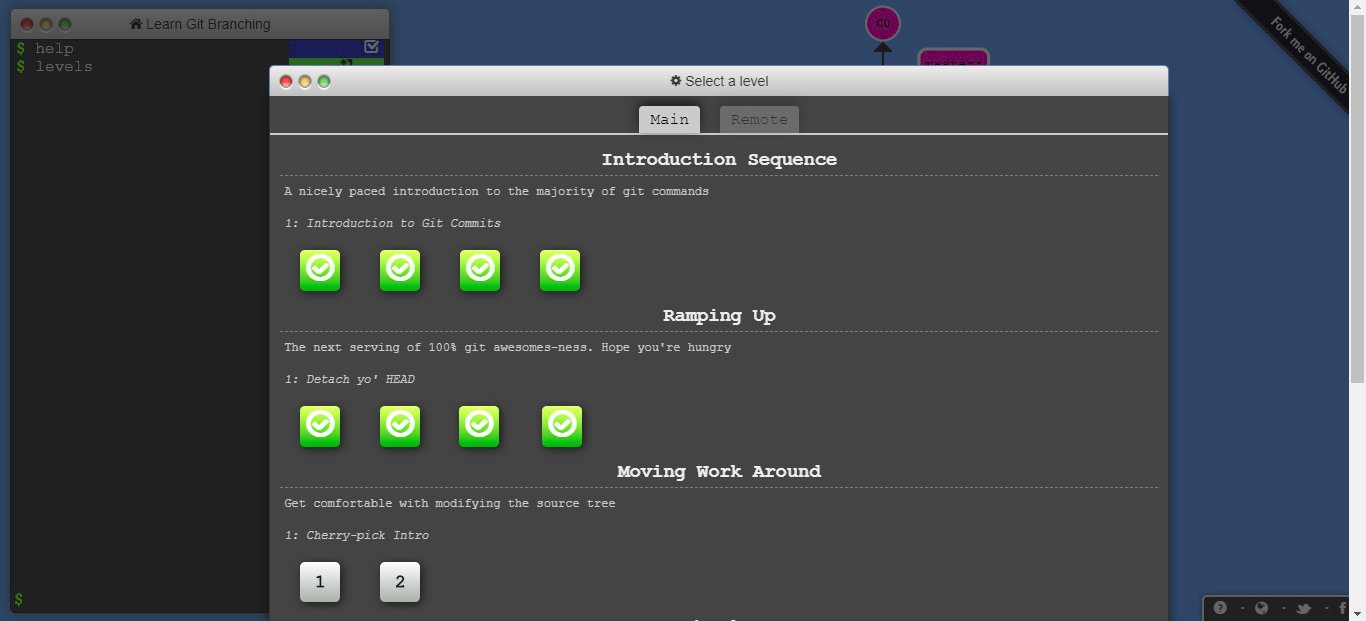 Learn Git Branching
$ help
$ levels
$
C0
Fork me on GitHub
Select a level
Main Remote
Introduction Sequence
A nicely paced introduction to the majority of git commands
1: Introduction to Git Commits
Ramping Up
The next serving of 100% git awesomes-ness. Hope you're hungry
1: Detach yo' HEAD
Moving Work Around
Get comfortable with modifying the source tree
1: Cherry-pick Intro
1 2